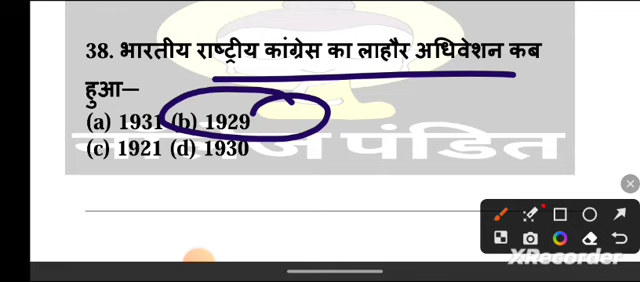 38. भारतीय राष्ट्रीय कांग्रेस का लाहौर अधिवेशन कब
हुआ–
(a) 1931 (b) 1929
(c) 1921 (d) 1930
पंडित
XRecorder